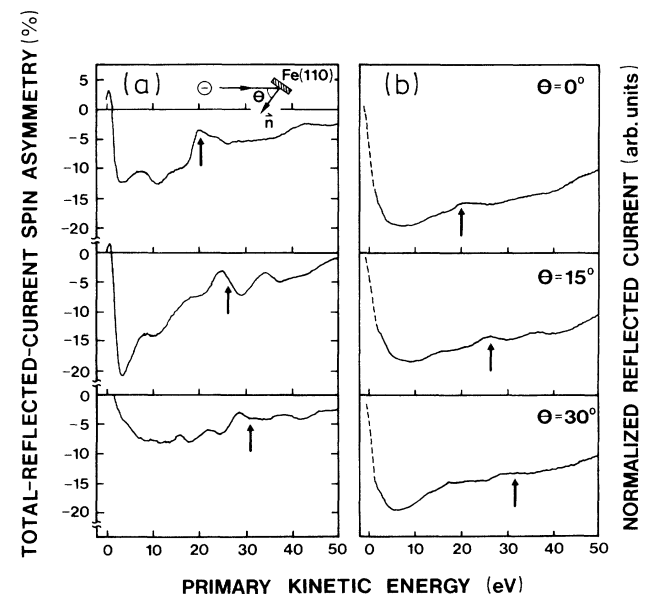 TOTAL-REFLECTED-CURRENT SPIN ASYMMETRY (%)
(a)
Fe(110)
−
Θ
n⃗
5
0
-5
-10
-15
-20
0
-5
-10
-15
-20
0
-5
-10
-15
-20
0 10 20 30 40 50
(b)
Θ=0°
Θ=15°
Θ=30°
0 10 20 30 40 50
NORMALIZED REFLECTED CURRENT (arb. units)
PRIMARY KINETIC ENERGY (eV)